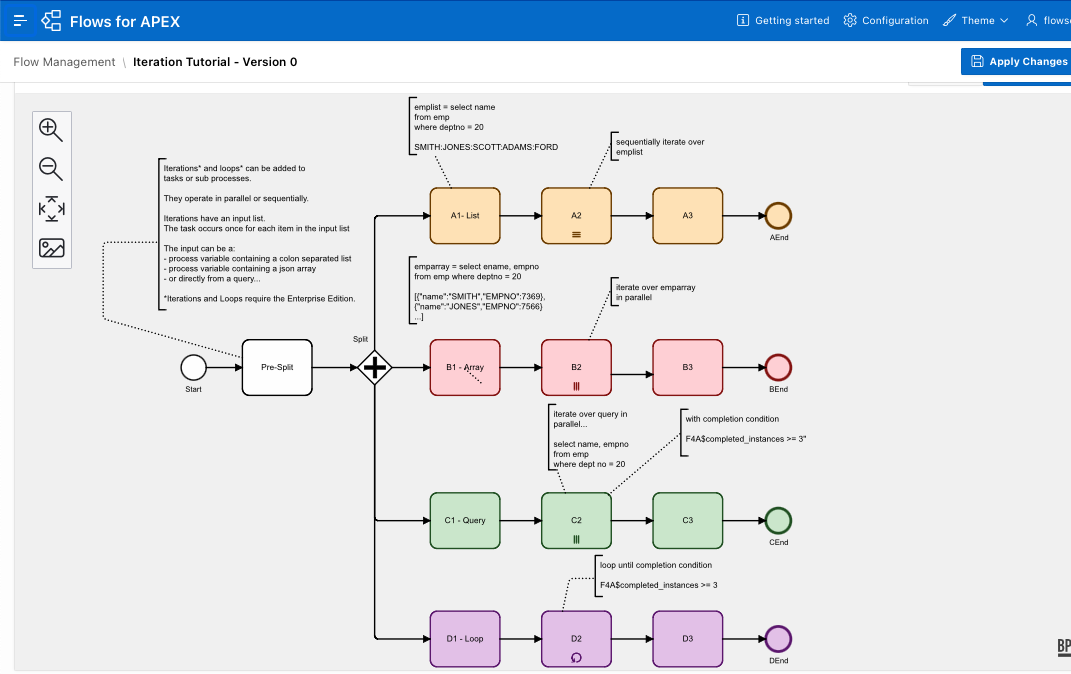 Flows for APEX
Getting started
Configuration
Theme
flows
Flow Management \ Iteration Tutorial - Version 0
Apply Changes
emplist = select name
from emp
where deptno = 20
SMITH:JONES:SCOTT:ADAMS:FORD
sequentially iterate over
emplist
Iterations* and loops* can be added to
tasks or sub processes.
They operate in parallel or sequentially.
Iterations have an input list.
The task occurs once for each item in the input list
The input can be a:
- process variable containing a colon separated list
- process variable containing a json array
- or directly from a query...
*Iterations and Loops require the Enterprise Edition.
A1- List
A2
A3
AEnd
emparray = select ename, empno
from emp where deptno = 20
[{"name":"SMITH","EMPNO":7369},
{"name":"JONES","EMPNO":7566}
...]
iterate over emparray
in parallel
Split
Start
Pre-Split
B1 - Array
B2
B3
BEnd
iterate over query in
parallel...
select name, empno
from emp
where dept no = 20
with completion condition
F4A$completed_instances >= 3"
C1 - Query
C2
C3
CEnd
loop until completion condition
F4A$completed_instances >= 3
D1 - Loop
D2
D3
DEnd
BP